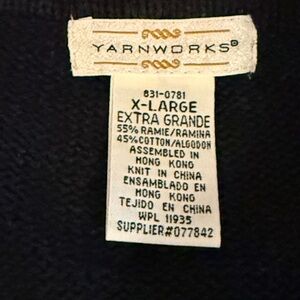 YARNWORKS®
831-0781
X-LARGE
EXTRA GRANDE
55% RAMIE/RAMINA
45%COTTON/ALGODON
ASSEMBLED IN
HONG KONG
KNIT IN CHINA
ENSAMBLADO EN
HONG KONG
TEJIDO EN CHINA
WPL 11935
SUPPLIER#077842